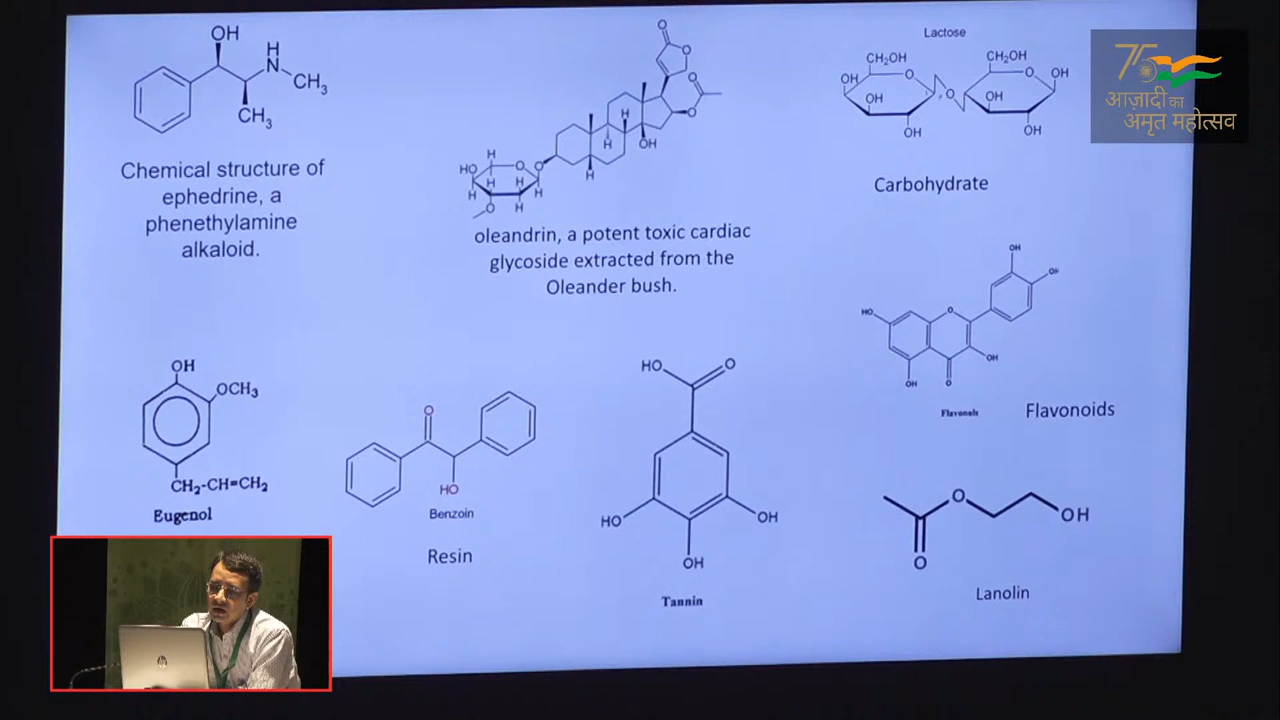 OH
H
N
CH₃
CH₃
Chemical structure of
ephedrine, a
phenethylamine
alkaloid.
O
O
O
O
H
H
OH
H
O
O
H
HO
H
H
H
H
H
O
oleandrin, a potent toxic cardiac
glycoside extracted from the
Oleander bush.
Lactose
CH₂OH
CH₂OH
OH
O
O
OH
OH
O
OH
OH
OH
Carbohydrate
75
आज़ादी का
अमृत महोत्सव
OH
OH
HO
O
OH
OH
O
Flavonols
Flavonoids
OH
OCH₃
CH₂-CH=CH₂
Eugenol
O
HO
Benzoin
Resin
HO
O
HO
OH
OH
Tannin
O
OH
O
Lanolin
hp